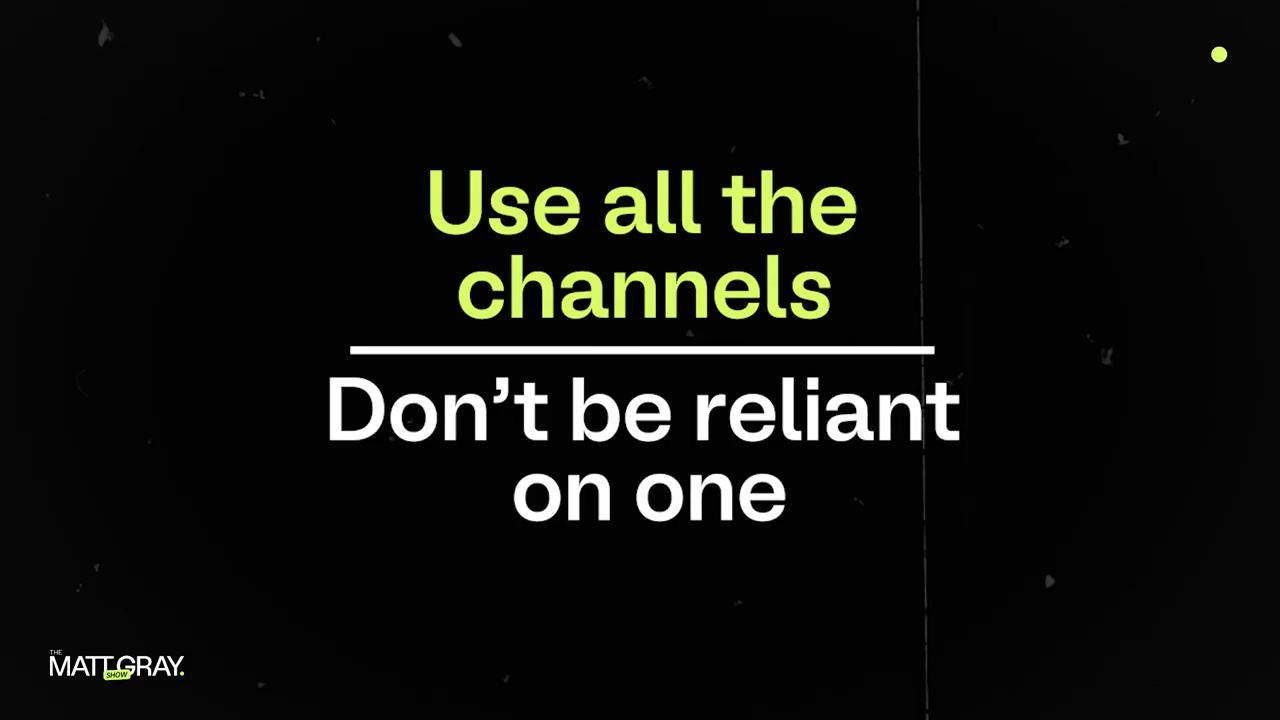 Use all the
channels
Don’t be reliant
on one
THE
MATT GRAY.
SHOW